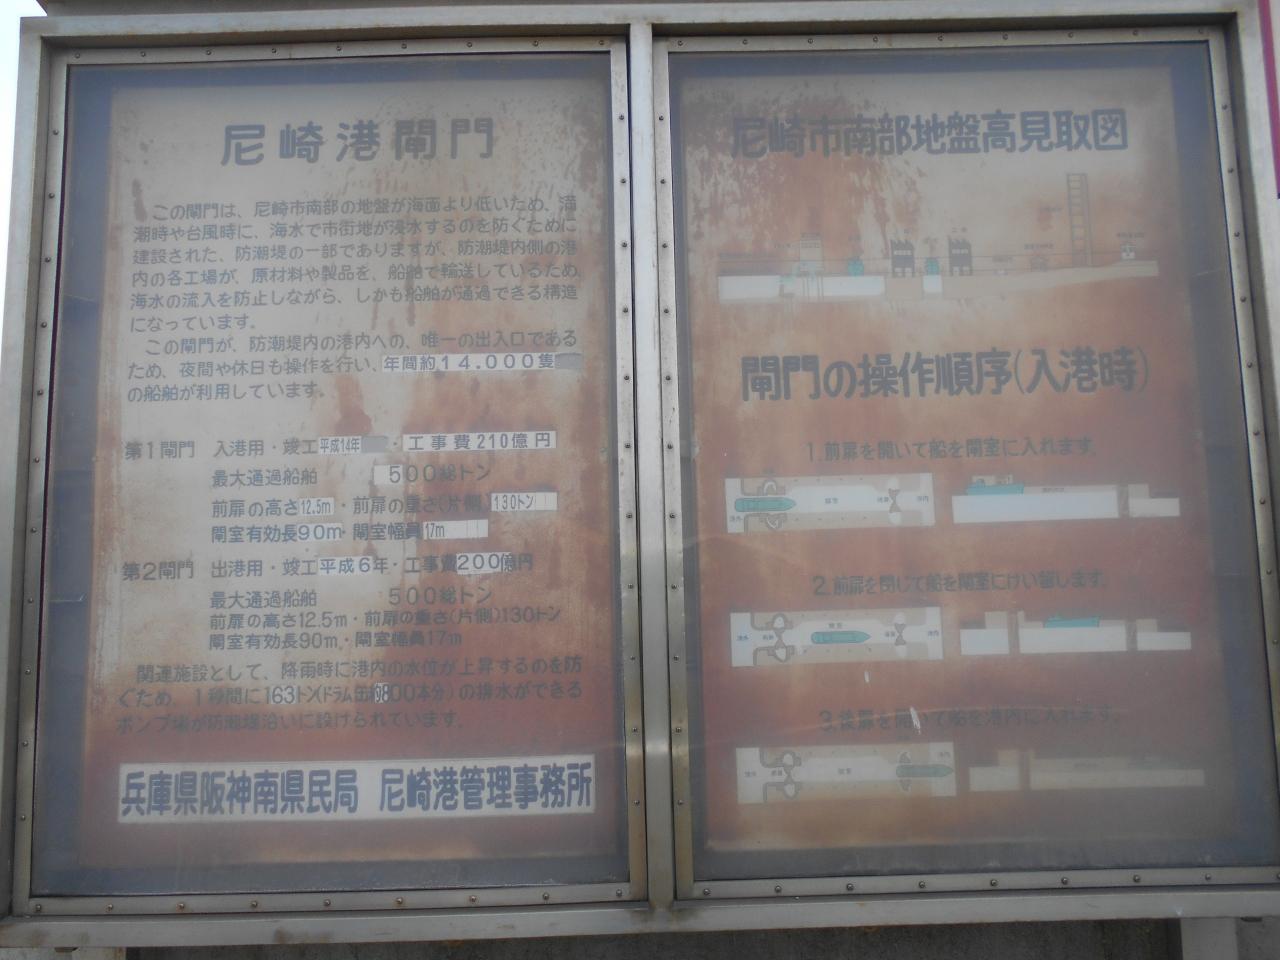 尼崎港閘門
この閘門は、尼崎市南部の地盤が海面より低いため、満
潮時や台風時に、海水で市街地が浸水するのを防ぐために
建設された、防潮堤の一部でありますが、防潮堤内側の港
内の各工場が、原材料や製品を、船舶で輸送しているため
海水の流入を防止しながら、しかも船舶が通過できる構造
になっています。
この閘門が、防潮堤内の港内への、唯一の出入口である
ため、夜間や休日も操作を行い、年間約14.000隻
の船舶が利用しています。
第1閘門 入港用・竣工平成14年・工事費210億円
最大通過船舶 500総トン
前扉の高さ12.5m・前扉の重さ(片側)130トン
閘室有効長90m・閘室幅員17m
第2閘門 出港用・竣工平成6年・工事費200億円
最大通過船舶 500総トン
前扉の高さ12.5m・前扉の重さ(片側)130トン
閘室有効長90m・閘室幅員17m
関連施設として、降雨時に港内の水位が上昇するのを防
ぐため、1秒間に163トン(ドラム缶約800本分)の排水ができる
ポンプ場が防潮堤沿いに設けられています。
兵庫県阪神南県民局 尼崎港管理事務所
尼崎市南部地盤高見取図
閘門の操作順序(入港時)
1.前扉を開いて船を閘室に入れます。
閘室
港外
港内
2.前扉を閉じて船を閘室にけい留します。
港外
閘室
港内
3.後扉を開いて船を港内に入れます。
港外
閘室
港内